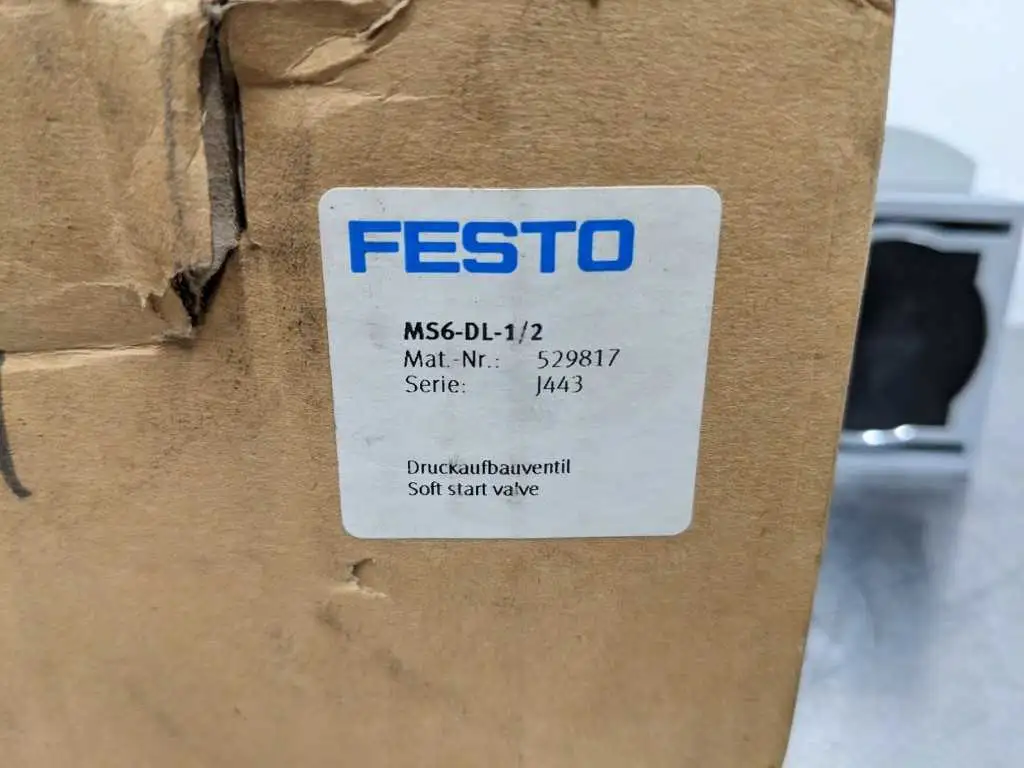 FESTO
MS6-DL-1/2
Mat.-Nr.: 529817
Serie: J443
Druckaufbauventil
Soft start valve